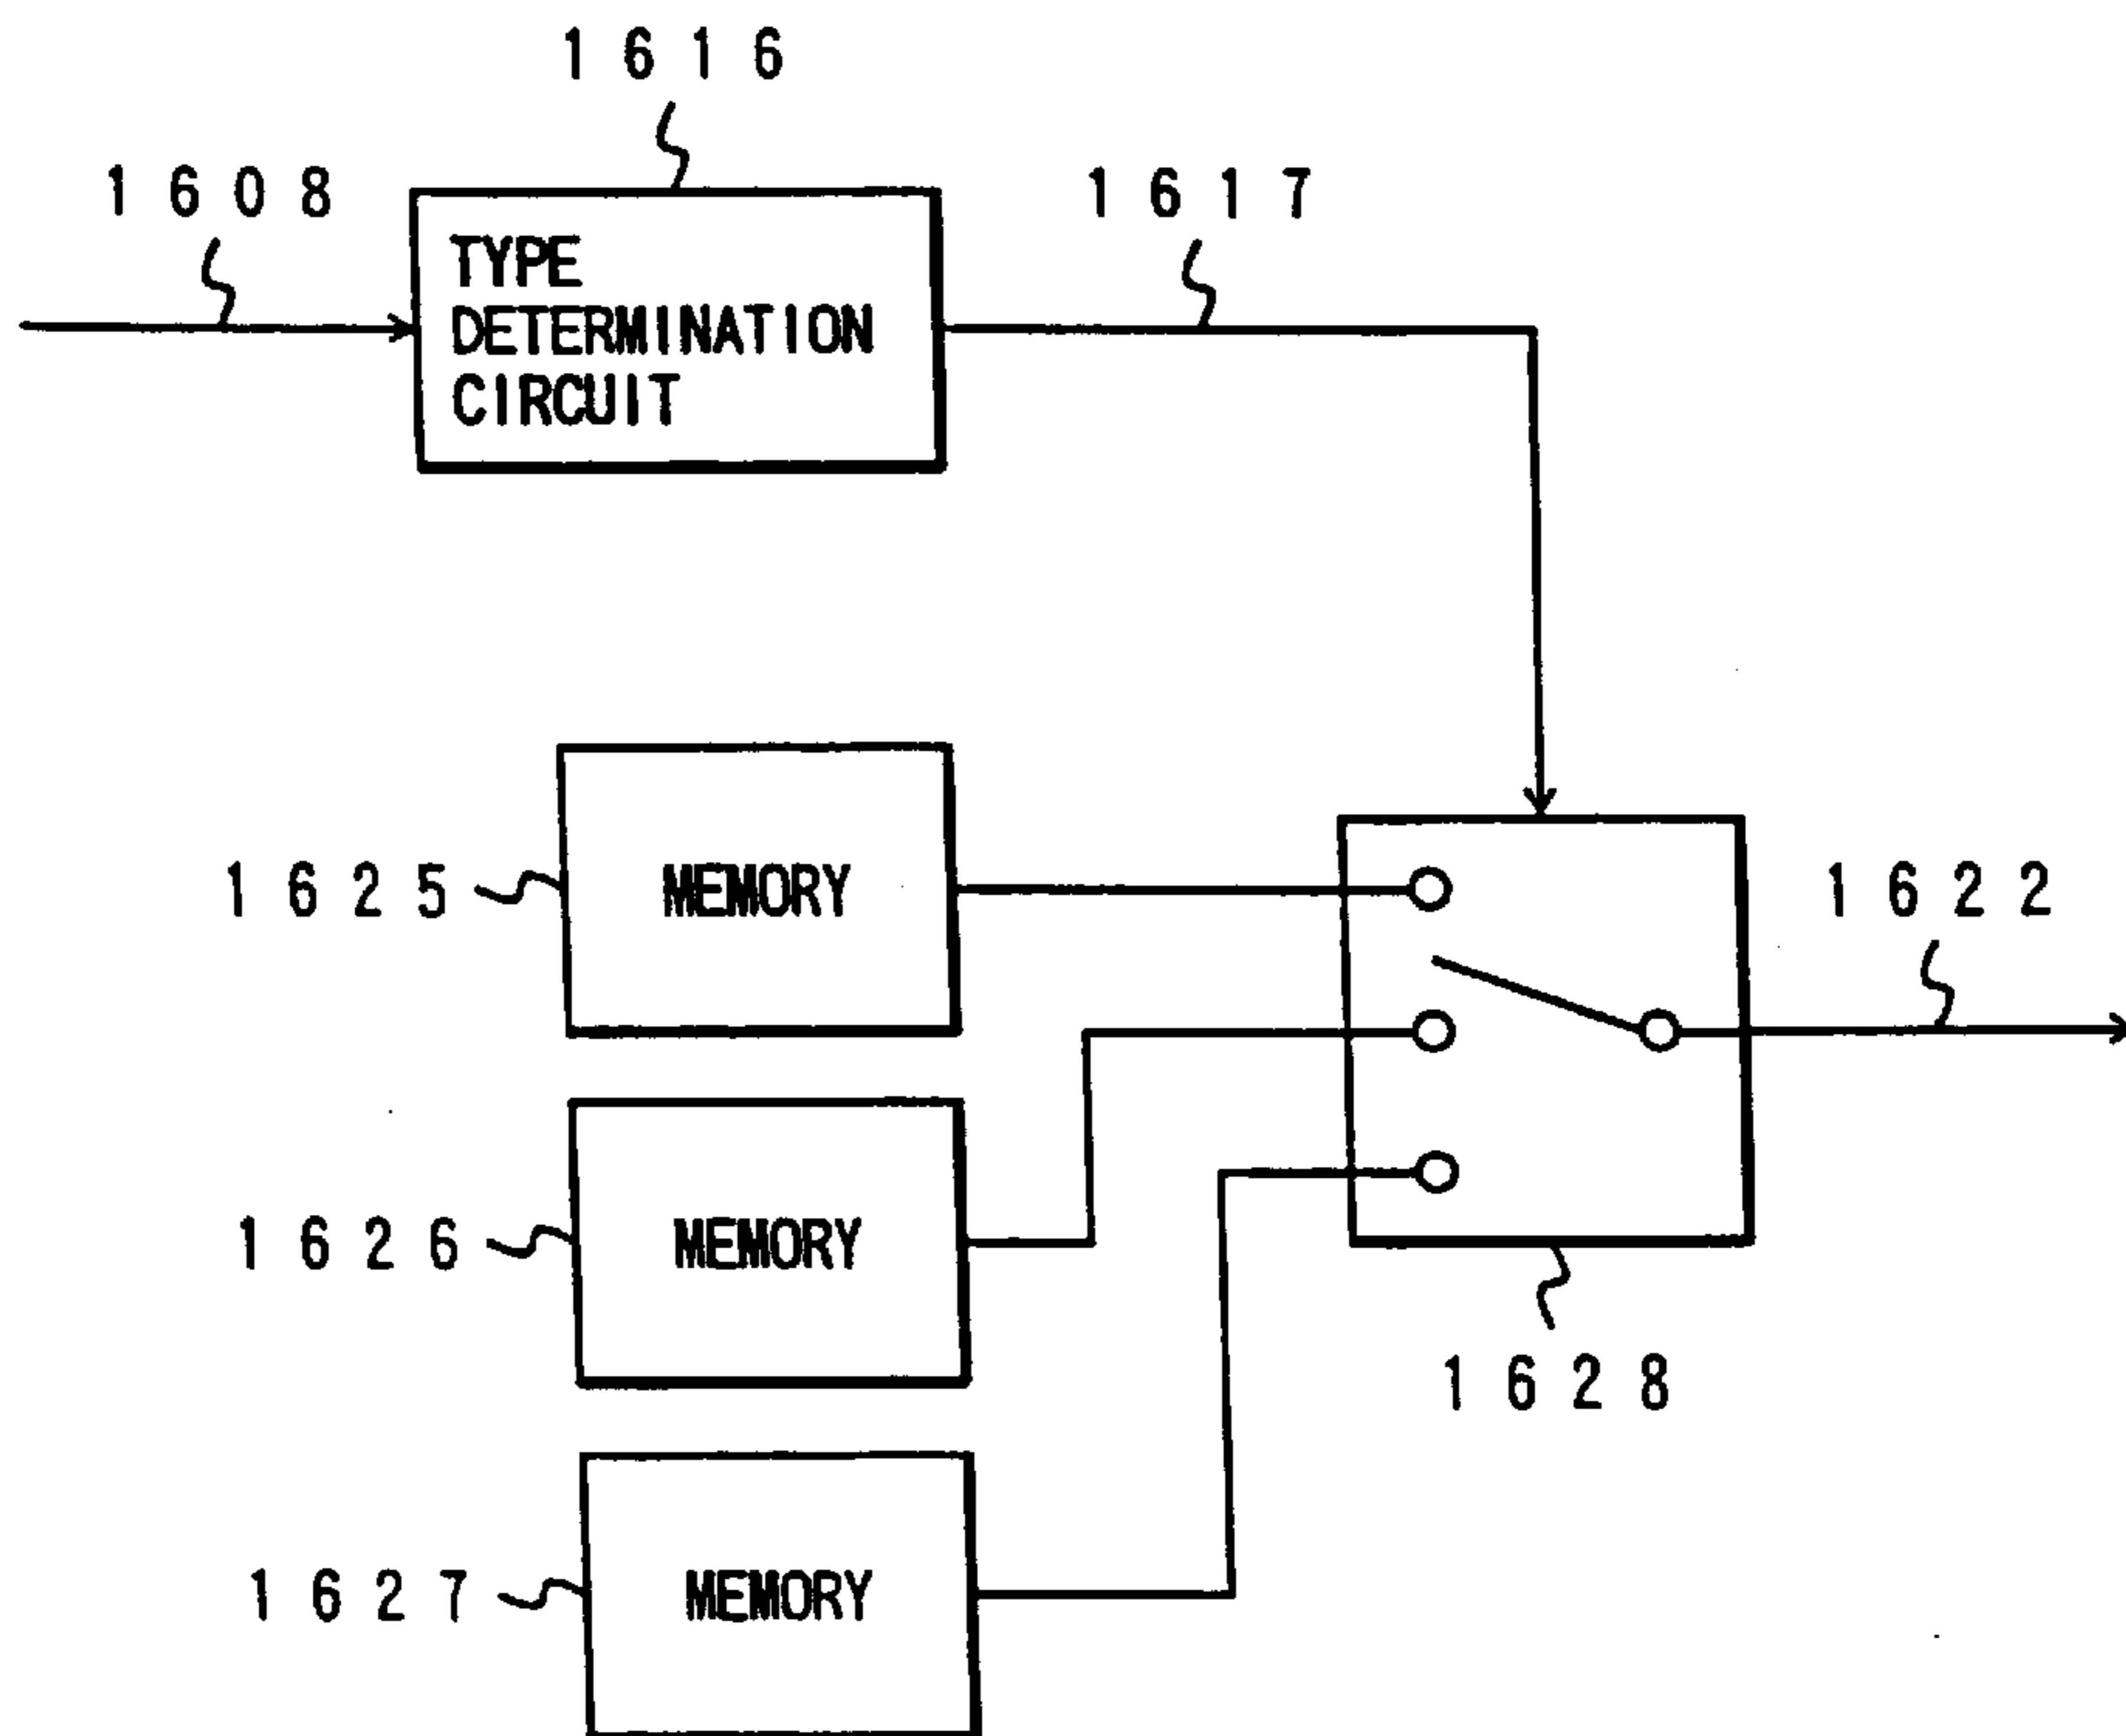 1616
1608
1617
TYPE
DETERMINATION
CIRCUIT
1625
MEMORY
1622
1626
MEMORY
1628
1627
MEMORY